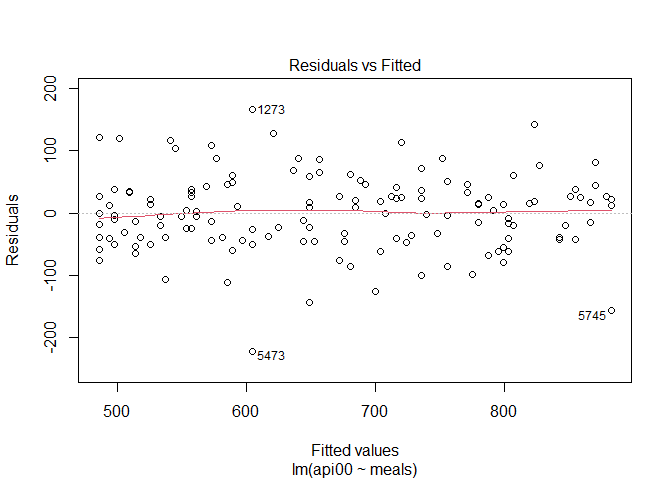 Residuals vs Fitted
200
100
0
-100
-200
Residuals
1273
5745
5473
500 600 700 800
Fitted values
lm(api00 ~ meals)